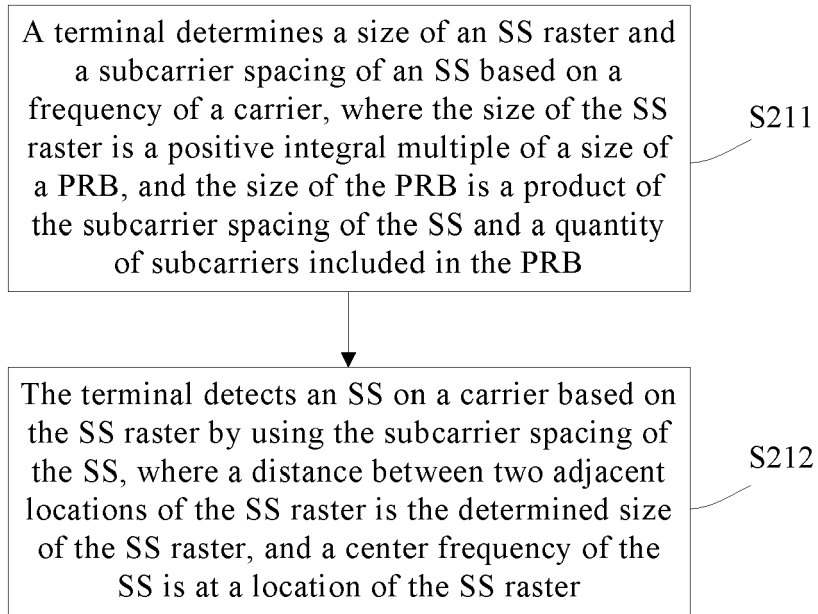 A terminal determines a size of an SS raster and
a subcarrier spacing of an SS based on a
frequency of a carrier, where the size of the SS
raster is a positive integral multiple of a size of
a PRB, and the size of the PRB is a product of
the subcarrier spacing of the SS and a quantity
of subcarriers included in the PRB
S211
The terminal detects an SS on a carrier based on
the SS raster by using the subcarrier spacing of
the SS, where a distance between two adjacent
locations of the SS raster is the determined size
of the SS raster, and a center frequency of the
SS is at a location of the SS raster
S212